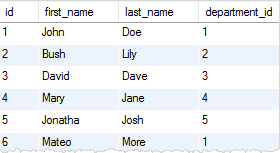 id first_name last_name department_id
1 John Doe 1
2 Bush Lily 2
3 David Dave 3
4 Mary Jane 4
5 Jonatha Josh 5
6 Mateo More 1